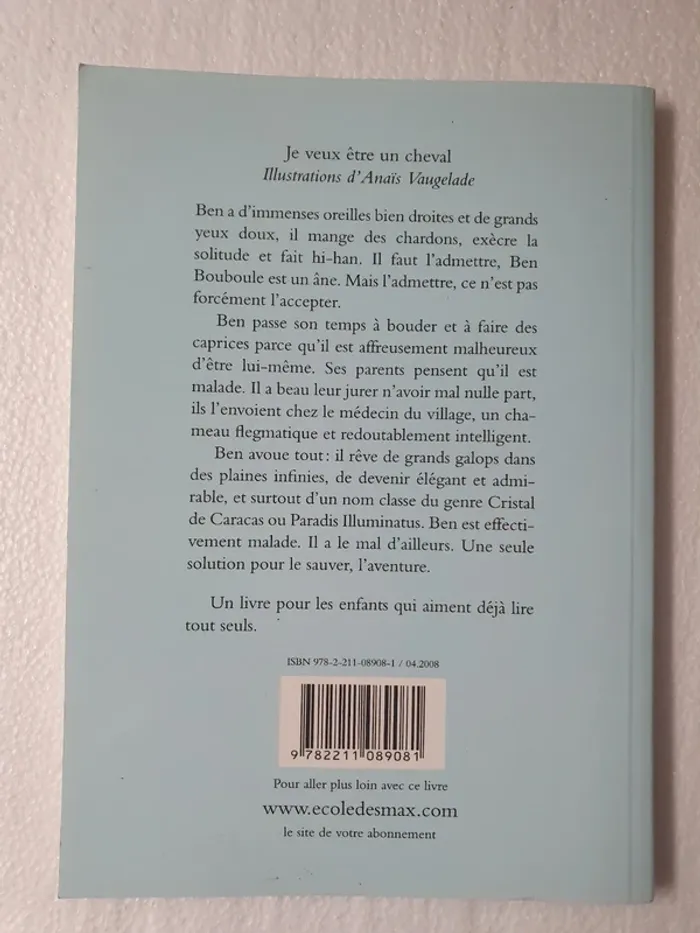 Je veux être un cheval
Illustrations d'Anaïs Vaugelade
Ben a d'immenses oreilles bien droites et de grands
yeux doux, il mange des chardons, exècre la
solitude et fait hi-han. Il faut l'admettre, Ben
Bouboule est un âne. Mais l'admettre, ce n'est pas
forcément l'accepter.
Ben passe son temps à bouder et à faire des
caprices parce qu'il est affreusement malheureux
d'être lui-même. Ses parents pensent qu'il est
malade. Il a beau leur jurer n'avoir mal nulle part,
ils l'envoient chez le médecin du village, un cha-
meau flegmatique et redoutablement intelligent.
Ben avoue tout : il rêve de grands galops dans
des plaines infinies, de devenir élégant et admi-
rable, et surtout d'un nom classe du genre Cristal
de Caracas ou Paradis Illuminatus. Ben est effecti-
vement malade. Il a le mal d'ailleurs. Une seule
solution pour le sauver, l'aventure.
Un livre pour les enfants qui aiment déjà lire
tout seuls.
ISBN 978-2-211-08908-1 / 04.2008
9 782211 089081
Pour aller plus loin avec ce livre
www.ecoledesmax.com
le site de votre abonnement